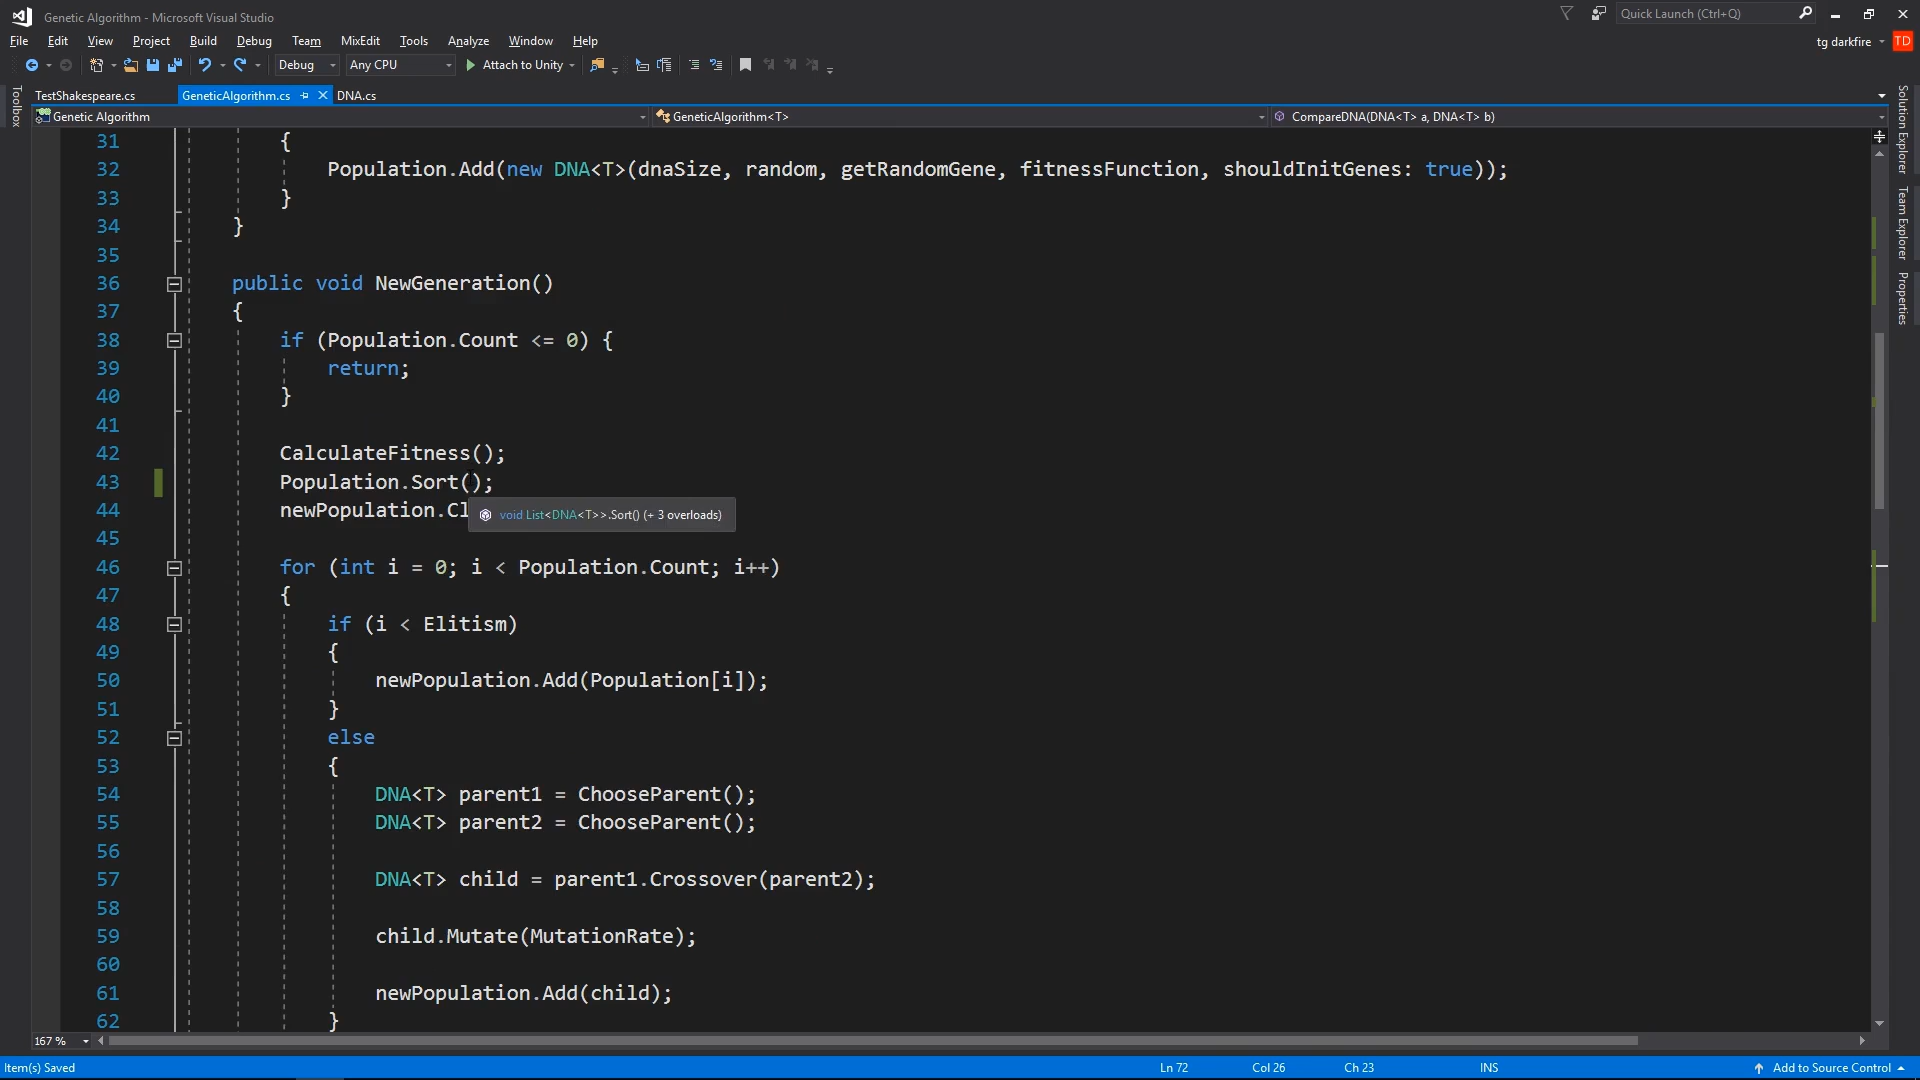 Genetic Algorithm - Microsoft Visual Studio
Quick Launch (Ctrl+Q)
File Edit View Project Build Debug Team MixEdit Tools Analyze Window Help
tg darkfire TD
Debug Any CPU Attach to Unity
TestShakespeare.cs GeneticAlgorithm.cs DNA.cs
Genetic Algorithm GeneticAlgorithm<T> CompareDNA(DNA<T> a, DNA<T> b)
Toolbox
Solution Explorer
Team Explorer
Properties
31 {
32 Population.Add(new DNA<T>(dnaSize, random, getRandomGene, fitnessFunction, shouldInitGenes: true));
33 }
34 }
35
36 public void NewGeneration()
37 {
38 if (Population.Count <= 0) {
39 return;
40 }
41
42 CalculateFitness();
43 Population.Sort();
44 newPopulation.Cl
void List<DNA<T>>.Sort() (+ 3 overloads)
45
46 for (int i = 0; i < Population.Count; i++)
47 {
48 if (i < Elitism)
49 {
50 newPopulation.Add(Population[i]);
51 }
52 else
53 {
54 DNA<T> parent1 = ChooseParent();
55 DNA<T> parent2 = ChooseParent();
56
57 DNA<T> child = parent1.Crossover(parent2);
58
59 child.Mutate(MutationRate);
60
61 newPopulation.Add(child);
62 }
167 %
Item(s) Saved Ln 72 Col 26 Ch 23 INS Add to Source Control